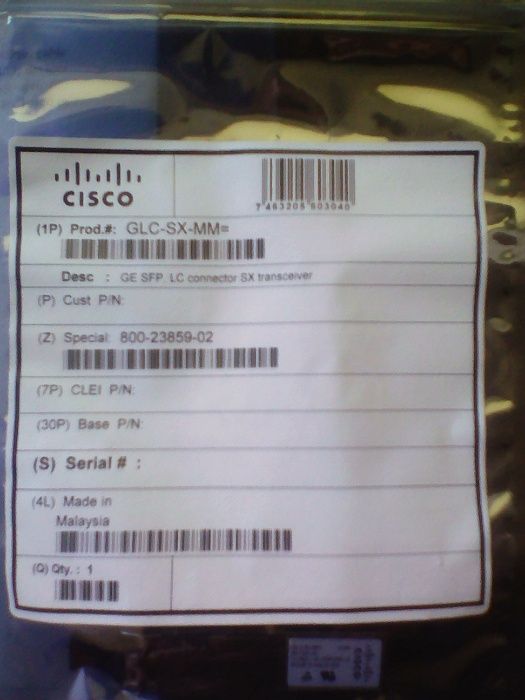 CISCO
7 463205 603040
(1P) Prod.#: GLC-SX-MM=
Desc : GE SFP, LC connector SX transceiver
(P) Cust P/N:
(Z) Special: 800-23859-02
(7P) CLEI P/N:
(30P) Base P/N:
(S) Serial # :
(4L) Made in
Malaysia
(Q) Qty. : 1